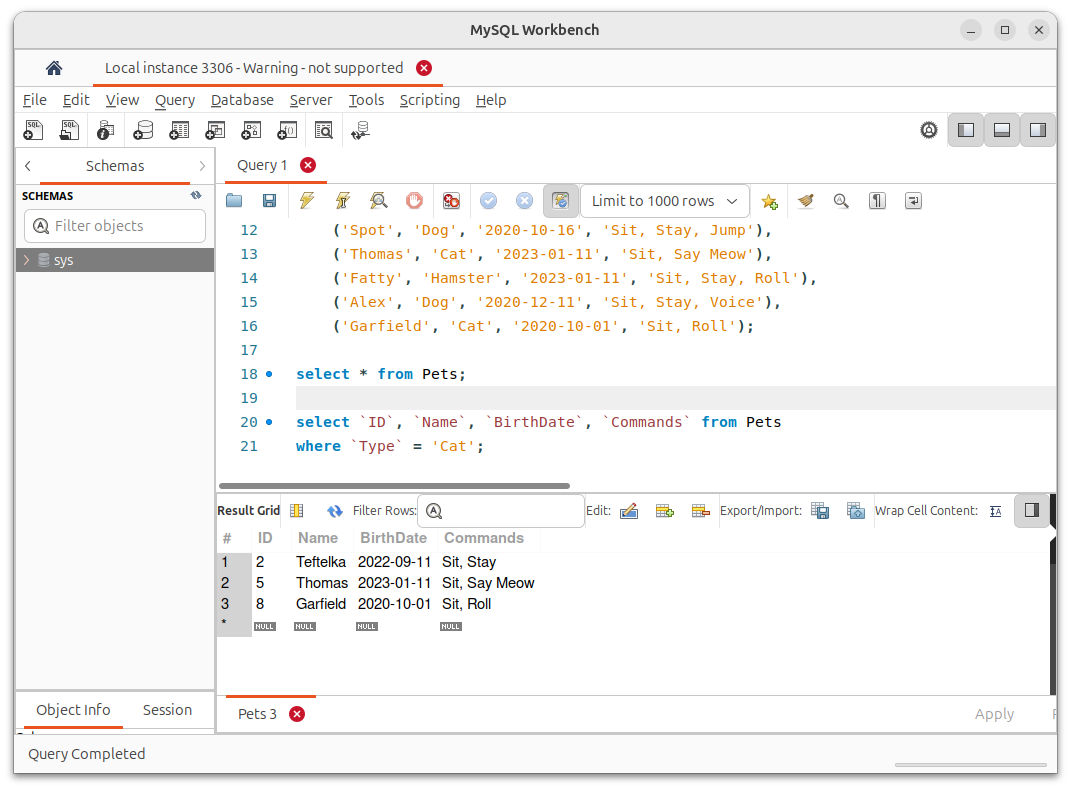 MySQL Workbench
Local instance 3306 - Warning - not supported
File Edit View Query Database Server Tools Scripting Help
Schemas
Query 1
SCHEMAS
Filter objects
sys
Limit to 1000 rows
12 ('Spot', 'Dog', '2020-10-16', 'Sit, Stay, Jump'),
13 ('Thomas', 'Cat', '2023-01-11', 'Sit, Say Meow'),
14 ('Fatty', 'Hamster', '2023-01-11', 'Sit, Stay, Roll'),
15 ('Alex', 'Dog', '2020-12-11', 'Sit, Stay, Voice'),
16 ('Garfield', 'Cat', '2020-10-01', 'Sit, Roll');
17
18 select * from Pets;
19
20 select `ID`, `Name`, `BirthDate`, `Commands` from Pets
21 where `Type` = 'Cat';
Result Grid Filter Rows: Edit: Export/Import: Wrap Cell Content:
# ID Name BirthDate Commands
1 2 Teftelka 2022-09-11 Sit, Stay
2 5 Thomas 2023-01-11 Sit, Say Meow
3 8 Garfield 2020-10-01 Sit, Roll
* NULL NULL NULL NULL
Object Info Session
Pets 3 Apply
Query Completed